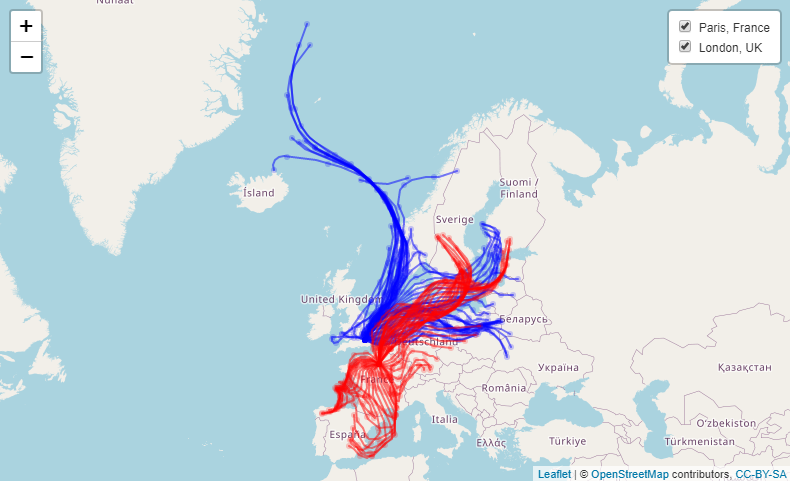 Nunaat
+
−
Paris, France
London, UK
Ísland
Suomi /
Finland
Sverige
United Kingdom
Беларусь
Deutschland
France
Україна
România
Қазақстан
Italia
España
Ελλάς
Türkiye
O'zbekiston
Türkmenistan
Leaflet | © OpenStreetMap contributors, CC-BY-SA